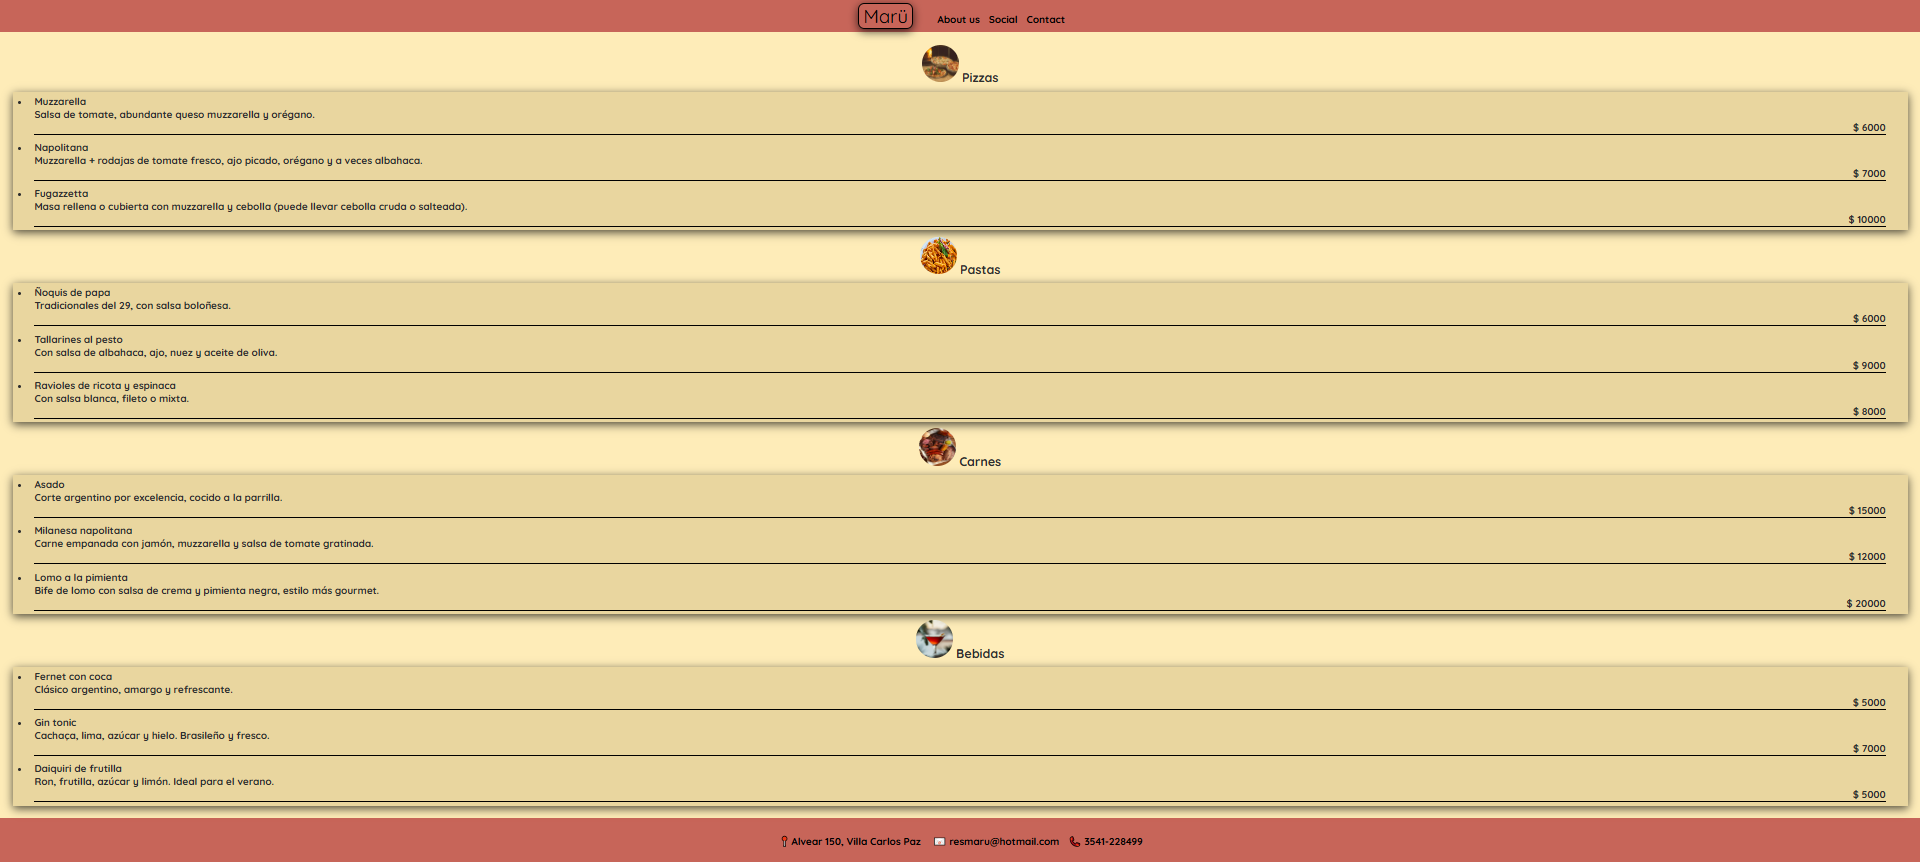 Marü About us Social Contact
Pizzas
Muzzarella
Salsa de tomate, abundante queso muzzarella y orégano.
$ 6000
Napolitana
Muzzarella + rodajas de tomate fresco, ajo picado, orégano y a veces albahaca.
$ 7000
Fugazzetta
Masa rellena o cubierta con muzzarella y cebolla (puede llevar cebolla cruda o salteada).
$ 10000
Pastas
Ñoquis de papa
Tradicionales del 29, con salsa boloñesa.
$ 6000
Tallarines al pesto
Con salsa de albahaca, ajo, nuez y aceite de oliva.
$ 9000
Ravioles de ricota y espinaca
Con salsa blanca, fileto o mixta.
$ 8000
Carnes
Asado
Corte argentino por excelencia, cocido a la parrilla.
$ 15000
Milanesa napolitana
Carne empanada con jamón, muzzarella y salsa de tomate gratinada.
$ 12000
Lomo a la pimienta
Bife de lomo con salsa de crema y pimienta negra, estilo más gourmet.
$ 20000
Bebidas
Fernet con coca
Clásico argentino, amargo y refrescante.
$ 5000
Gin tonic
Cachaça, lima, azúcar y hielo. Brasileño y fresco.
$ 7000
Daiquiri de frutilla
Ron, frutilla, azúcar y limón. Ideal para el verano.
$ 5000
Alvear 150, Villa Carlos Paz resmaru@hotmail.com 3541-228499